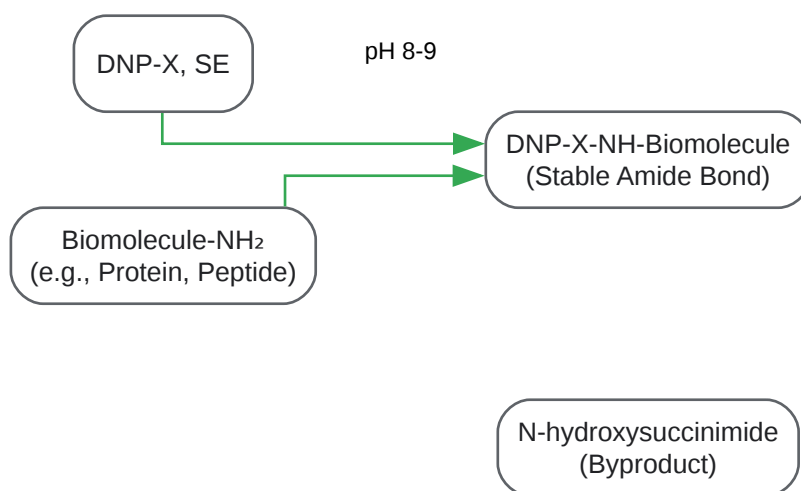 DNP-X, SE
pH 8-9
DNP-X-NH-Biomolecule
(Stable Amide Bond)
Biomolecule-NH₂
(e.g., Protein, Peptide)
N-hydroxysuccinimide
(Byproduct)